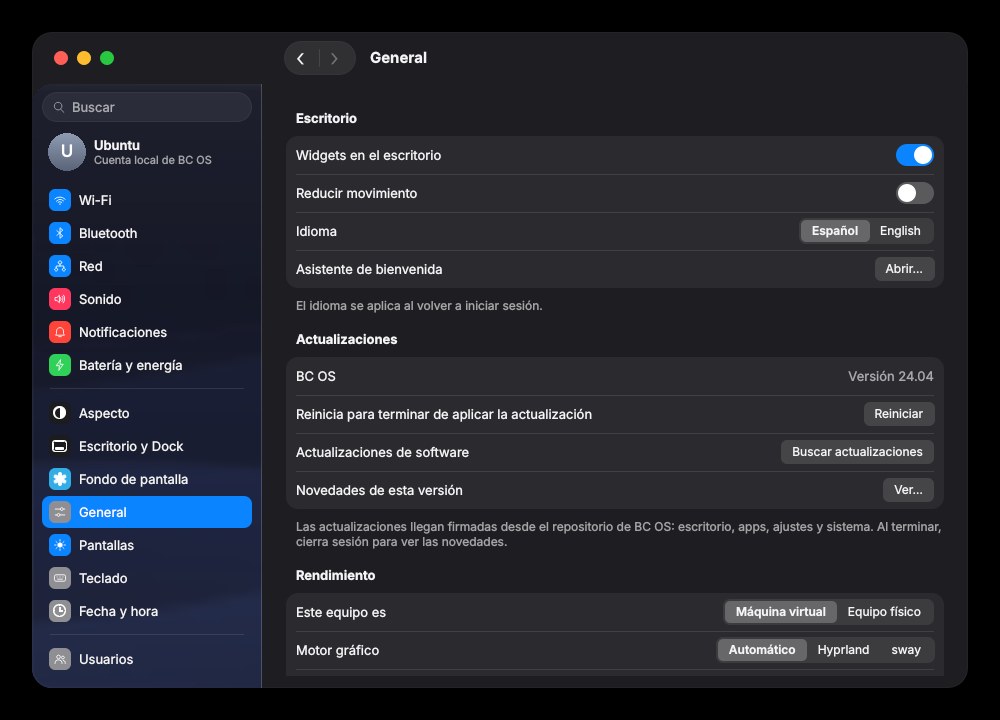 General
Buscar
U
Ubuntu
Cuenta local de BC OS
Wi-Fi
Bluetooth
Red
Sonido
Notificaciones
Batería y energía
Aspecto
Escritorio y Dock
Fondo de pantalla
General
Pantallas
Teclado
Fecha y hora
Usuarios
Escritorio
Widgets en el escritorio
Reducir movimiento
Idioma Español English
Asistente de bienvenida Abrir...
El idioma se aplica al volver a iniciar sesión.
Actualizaciones
BC OS Versión 24.04
Reinicia para terminar de aplicar la actualización Reiniciar
Actualizaciones de software Buscar actualizaciones
Novedades de esta versión Ver...
Las actualizaciones llegan firmadas desde el repositorio de BC OS: escritorio, apps, ajustes y sistema. Al terminar,
cierra sesión para ver las novedades.
Rendimiento
Este equipo es Máquina virtual Equipo físico
Motor gráfico Automático Hyprland sway